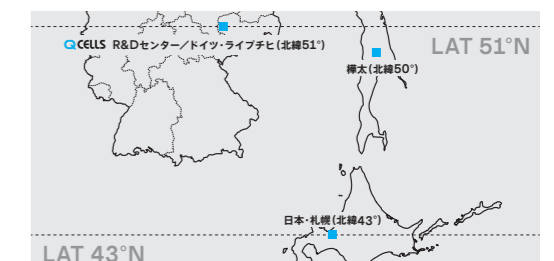 QCELLS R&Dセンター／ドイツ・ライプチヒ(北緯51°)
LAT 51°N
樺太(北緯50°)
日本・札幌(北緯43°)
LAT 43°N